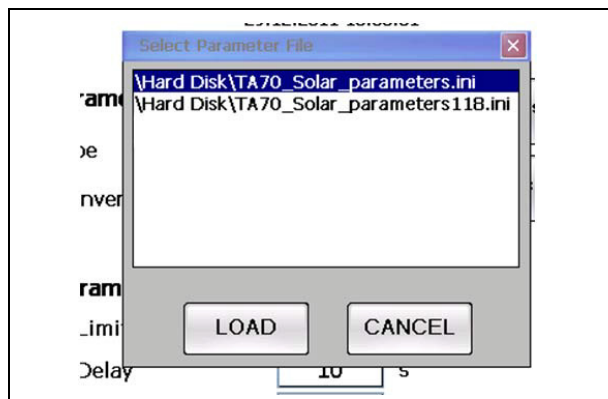 Select Parameter File
\Hard Disk\TA70_Solar_parameters.ini
\Hard Disk\TA70_Solar_parameters118.ini
LOAD
CANCEL
Delay
10 s